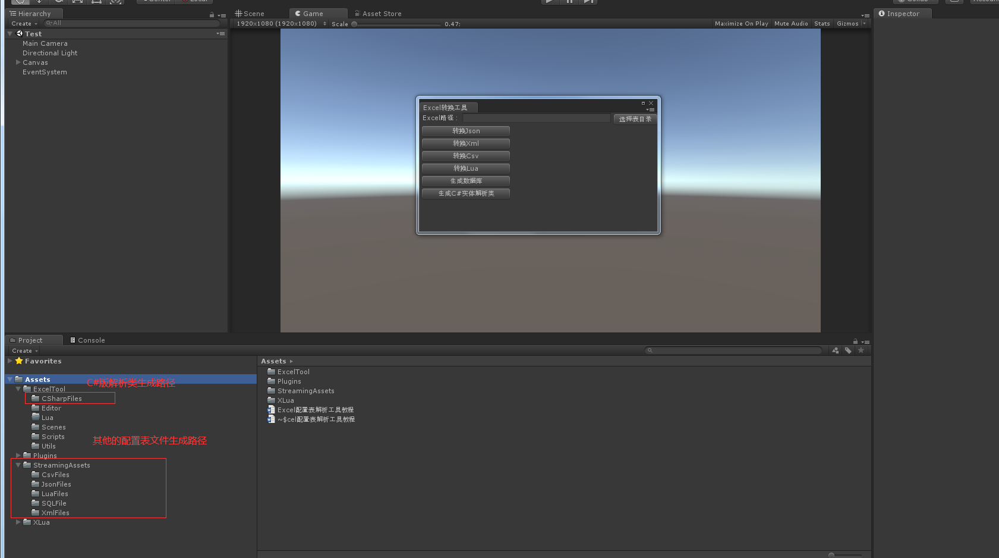 Center
Local
Collab
Hierarchy
Scene
Game
Asset Store
Inspector
Create
All
1920x1080 (1920x1080)
Scale
0.47:
Maximize On Play
Mute Audio
Stats
Gizmos
Test
Main Camera
Directional Light
Canvas
EventSystem
Excel转换工具
Excel路径：
选择表目录
转换Json
转换Xml
转换Csv
转换Lua
生成数据库
生成C#实体解析类
Project
Console
Create
Favorites
Assets
C#版解析类生成路径
ExcelTool
CSharpFiles
Editor
Lua
Scenes
Scripts
其他的配置表文件生成路径
Utils
Plugins
StreamingAssets
CsvFiles
JsonFiles
LuaFiles
SQLFile
XmlFiles
XLua
Assets
ExcelTool
Plugins
StreamingAssets
XLua
Excel配置表解析工具教程
~$cel配置表解析工具教程